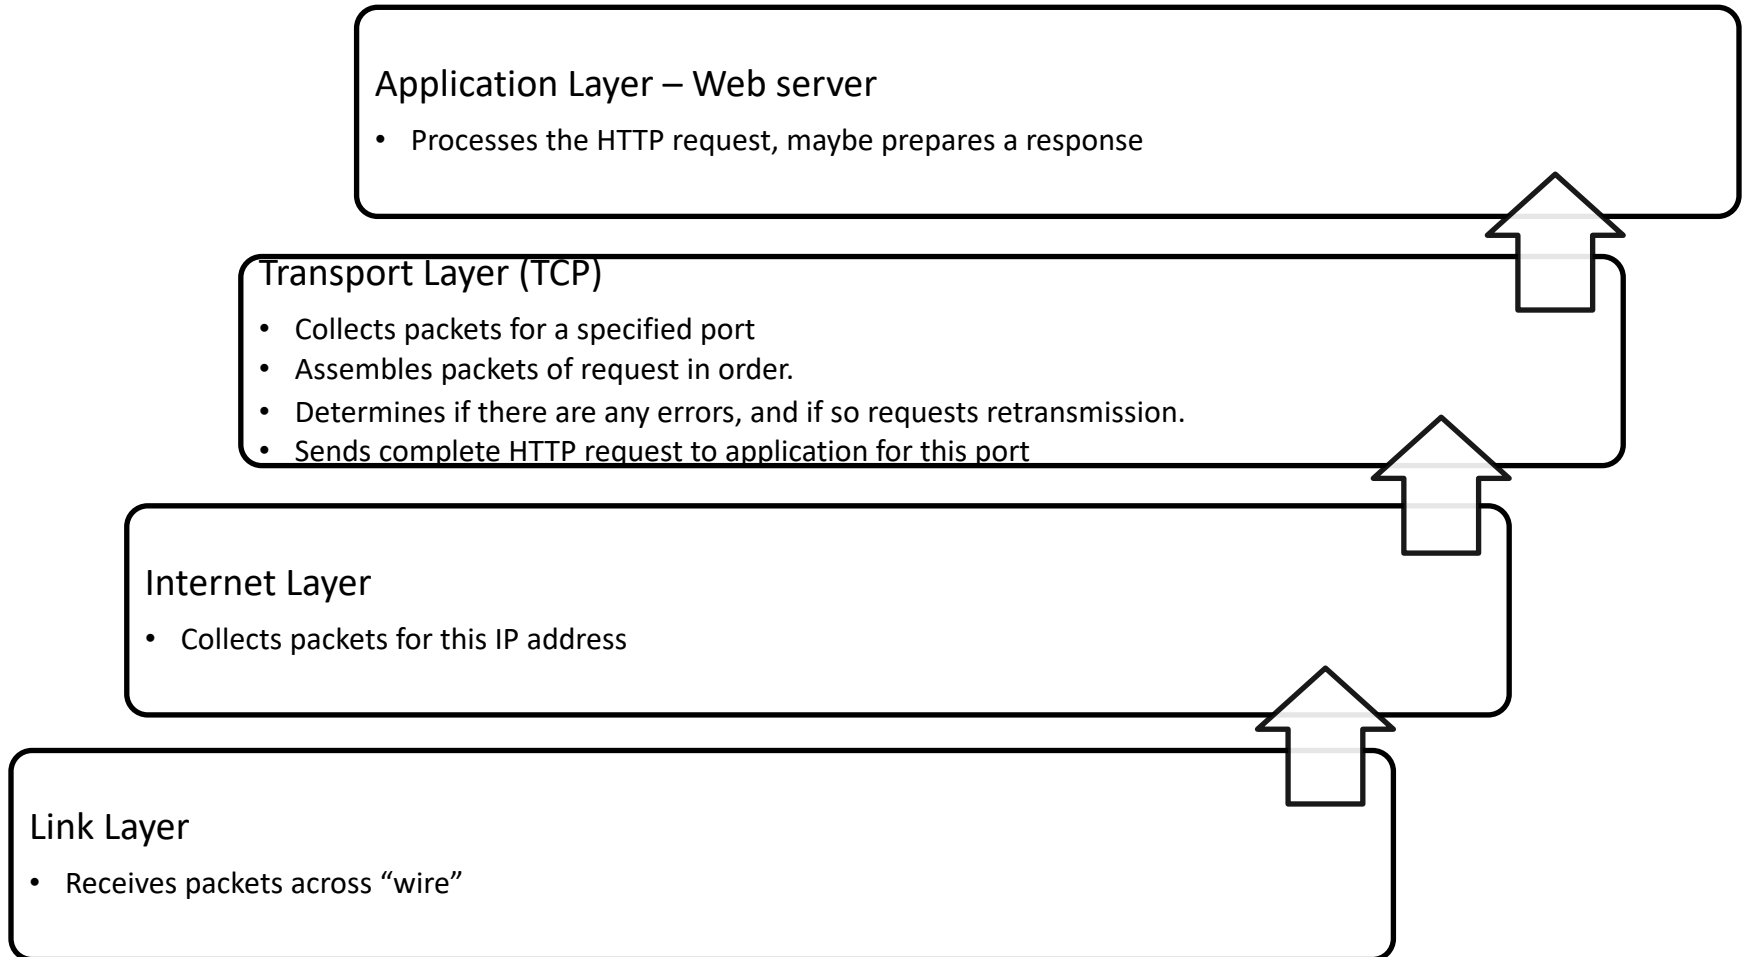 Application Layer – Web server
• Processes the HTTP request, maybe prepares a response
Transport Layer (TCP)
• Collects packets for a specified port
• Assembles packets of request in order.
• Determines if there are any errors, and if so requests retransmission.
• Sends complete HTTP request to application for this port
Internet Layer
• Collects packets for this IP address
Link Layer
• Receives packets across “wire”